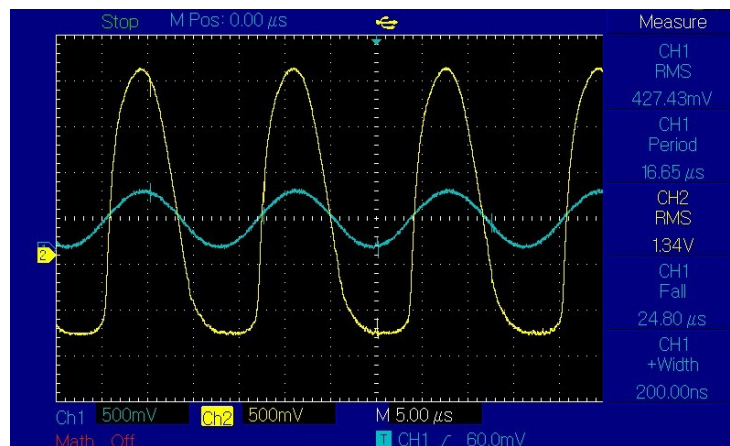 Stop M Pos: 0.00 μs Measure
CH1
RMS
427.43mV
CH1
Period
16.65 μs
CH2
RMS
1.34V
CH1
Fall
24.80 μs
CH1
+Width
200.00ns
2
Ch1 500mV Ch2 500mV M 5.00 μs
Math Off T CH1 / 60.0mV